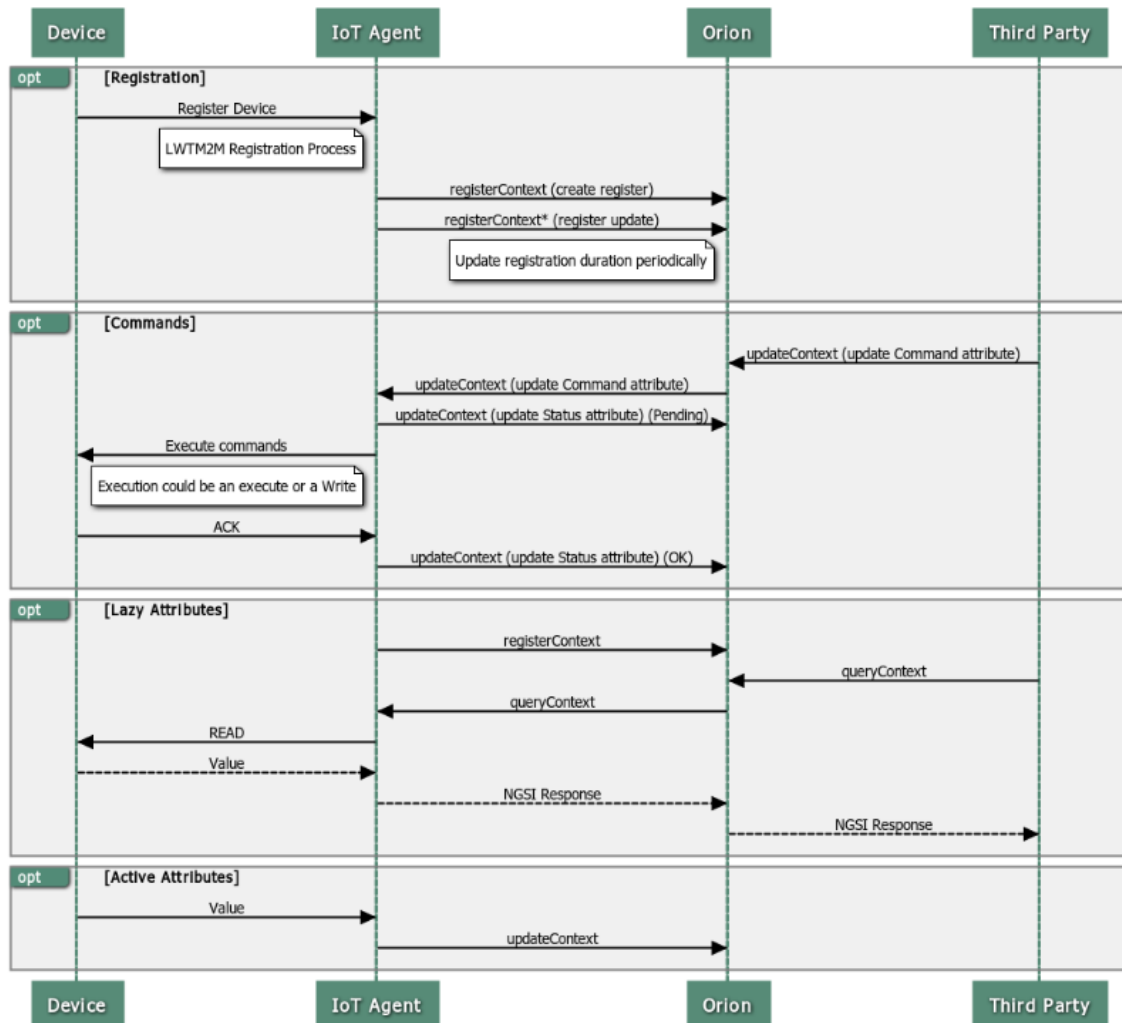 Device IoT Agent Orion Third Party
opt [Registration]
Register Device
LWTM2M Registration Process
registerContext (create register)
registerContext* (register update)
Update registration duration periodically
opt [Commands]
updateContext (update Command attribute)
updateContext (update Command attribute)
updateContext (update Status attribute) (Pending)
Execute commands
Execution could be an execute or a Write
ACK
updateContext (update Status attribute) (OK)
opt [Lazy Attributes]
registerContext
queryContext
queryContext
READ
Value
NGSI Response
NGSI Response
opt [Active Attributes]
Value
updateContext
Device IoT Agent Orion Third Party